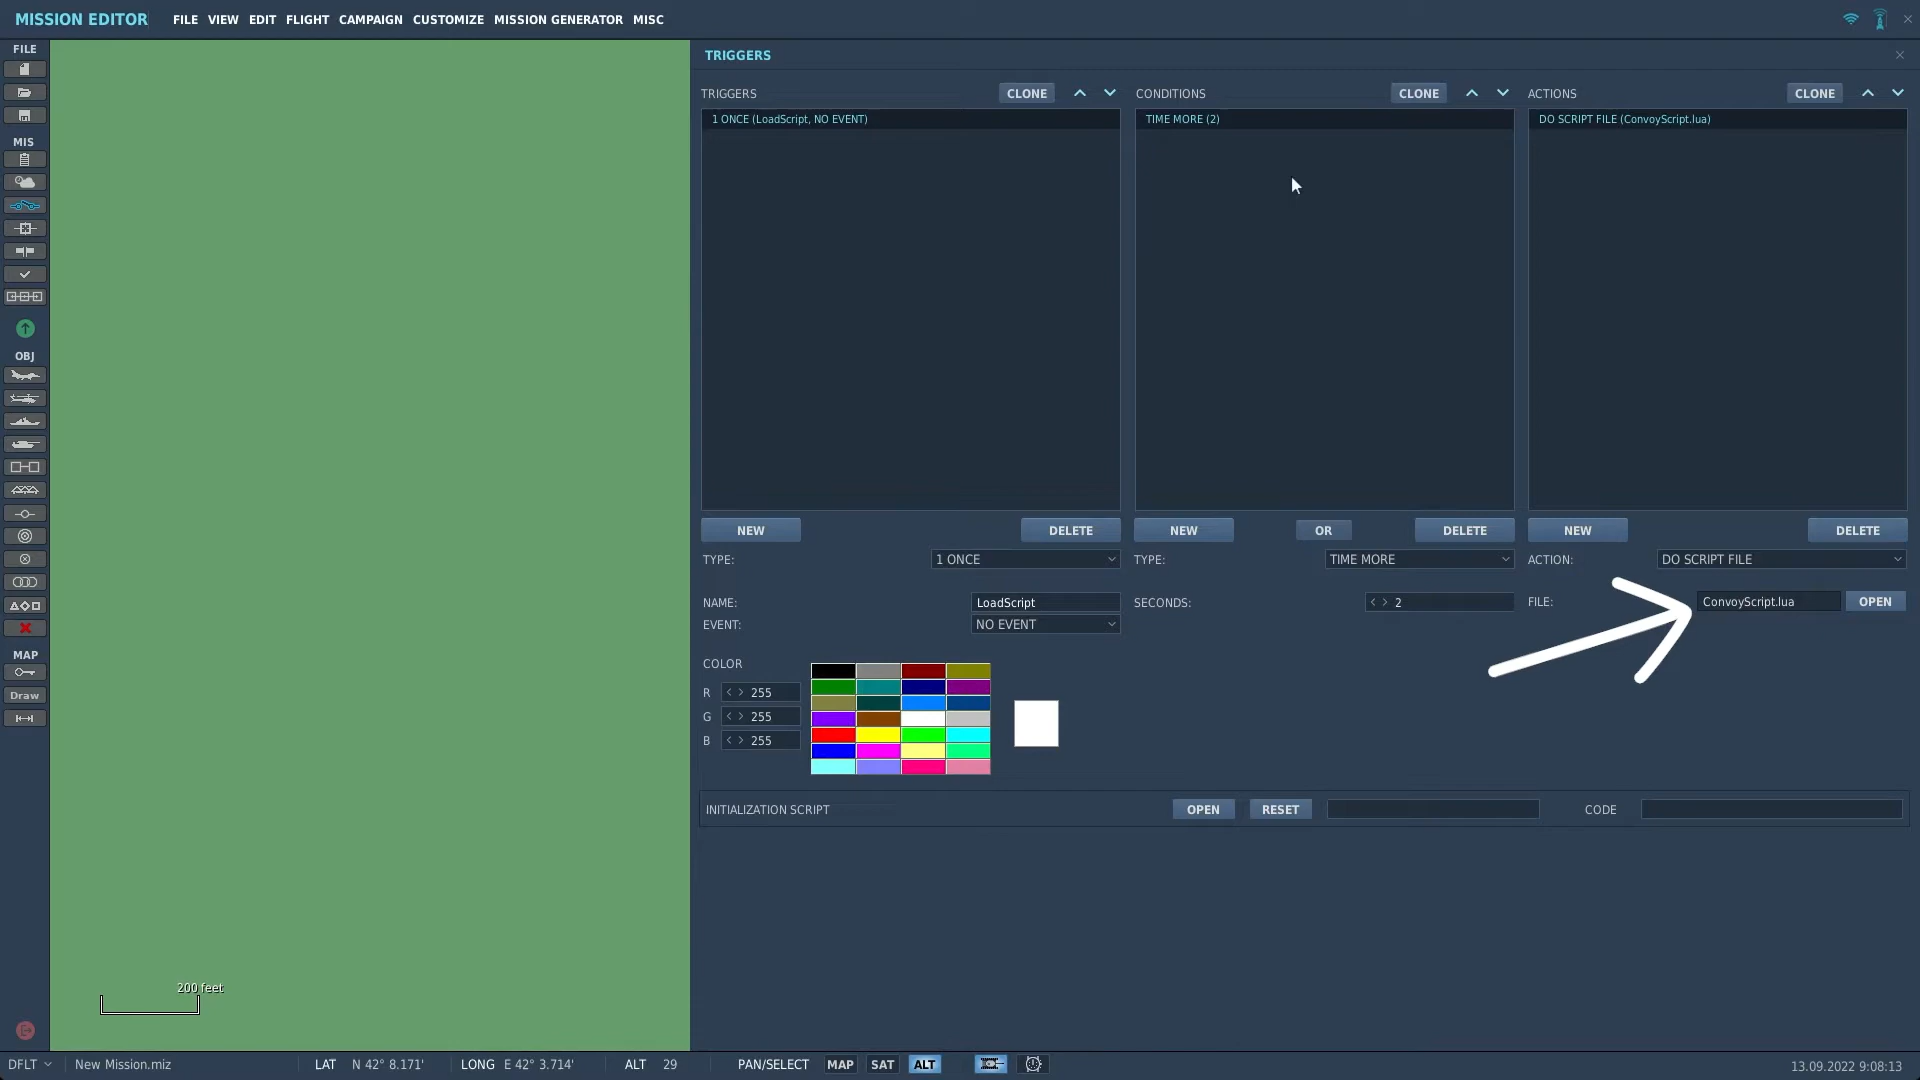 MISSION EDITOR FILE VIEW EDIT FLIGHT CAMPAIGN CUSTOMIZE MISSION GENERATOR MISC
FILE
MIS
OBJ
MAP
Draw
TRIGGERS
TRIGGERS CLONE
1 ONCE (LoadScript, NO EVENT)
NEW DELETE
TYPE: 1 ONCE
NAME: LoadScript
EVENT: NO EVENT
COLOR
R < > 255
G < > 255
B < > 255
CONDITIONS CLONE
TIME MORE (2)
NEW OR DELETE
TYPE: TIME MORE
SECONDS: < > 2
ACTIONS CLONE
DO SCRIPT FILE (ConvoyScript.lua)
NEW DELETE
ACTION: DO SCRIPT FILE
FILE: ConvoyScript.lua OPEN
INITIALIZATION SCRIPT OPEN RESET CODE
200 feet
DFLT New Mission.miz LAT N 42° 8.171' LONG E 42° 3.714' ALT 29 PAN/SELECT MAP SAT ALT 13.09.2022 9:08:13